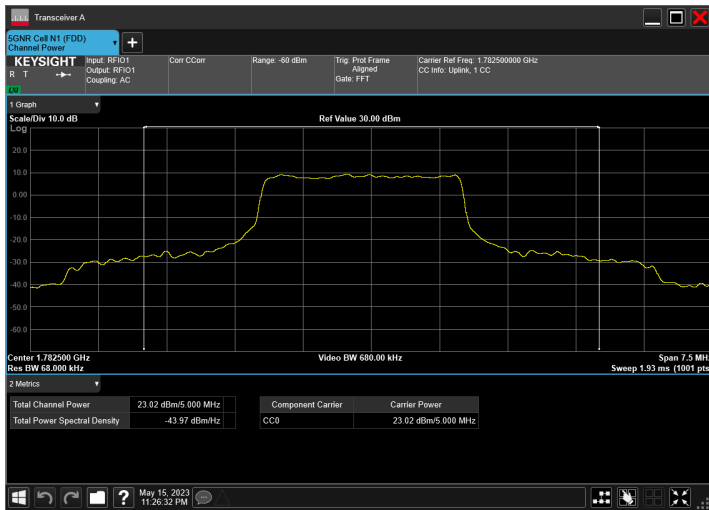 Transceiver A
5GNR Cell N1 (FDD)
Channel Power
KEYSIGHT
R T
LXI
Input: RFIO1
Output: RFIO1
Coupling: AC
Corr CCorr
Range: -60 dBm
Trig: Prot Frame
Aligned
Gate: FFT
Carrier Ref Freq: 1.782500000 GHz
CC Info: Uplink, 1 CC
1 Graph
Scale/Div 10.0 dB
Ref Value 30.00 dBm
Log
20.0
10.0
0.00
-10.0
-20.0
-30.0
-40.0
-50.0
-60.0
Center 1.782500 GHz
Video BW 680.00 kHz
Span 7.5 MH
Res BW 68.000 kHz
Sweep 1.93 ms (1001 pts
2 Metrics
Total Channel Power 23.02 dBm/5.000 MHz
Total Power Spectral Density -43.97 dBm/Hz
Component Carrier Carrier Power
CC0 23.02 dBm/5.000 MHz
?
May 15, 2023
11:26:32 PM